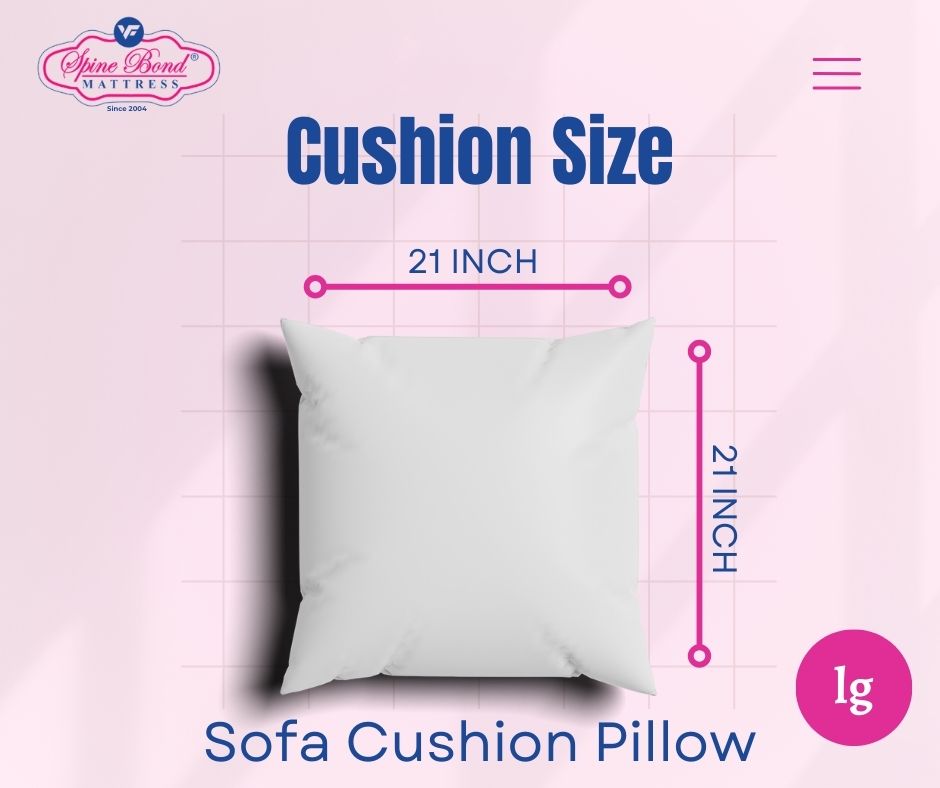 VF
Spine Bond®
MATTRESS
Since 2004
Cushion Size
21 INCH
21 INCH
lg
Sofa Cushion Pillow